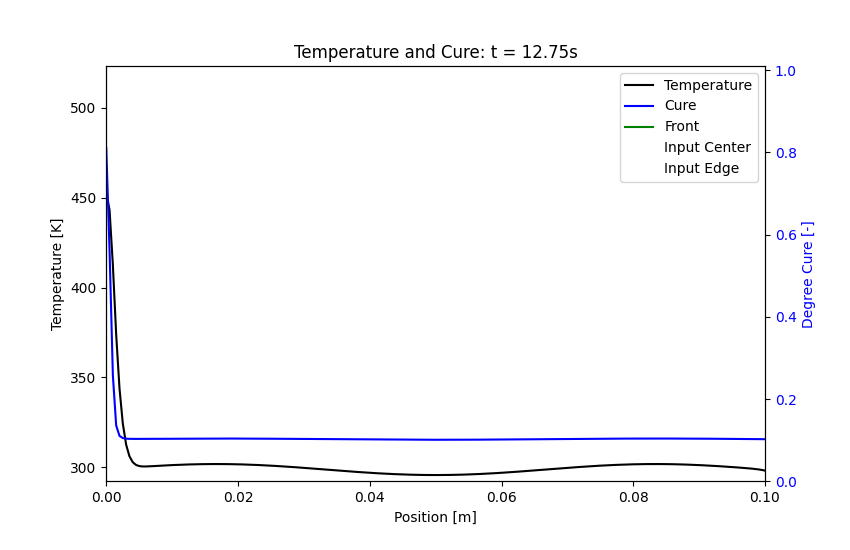 Temperature and Cure: t = 12.75s
Temperature [K]
500
450
400
350
300
Temperature
Cure
Front
Input Center
Input Edge
1.0
0.8
0.6
0.4
0.2
0.0
Degree Cure [-]
0.00 0.02 0.04 0.06 0.08 0.10
Position [m]